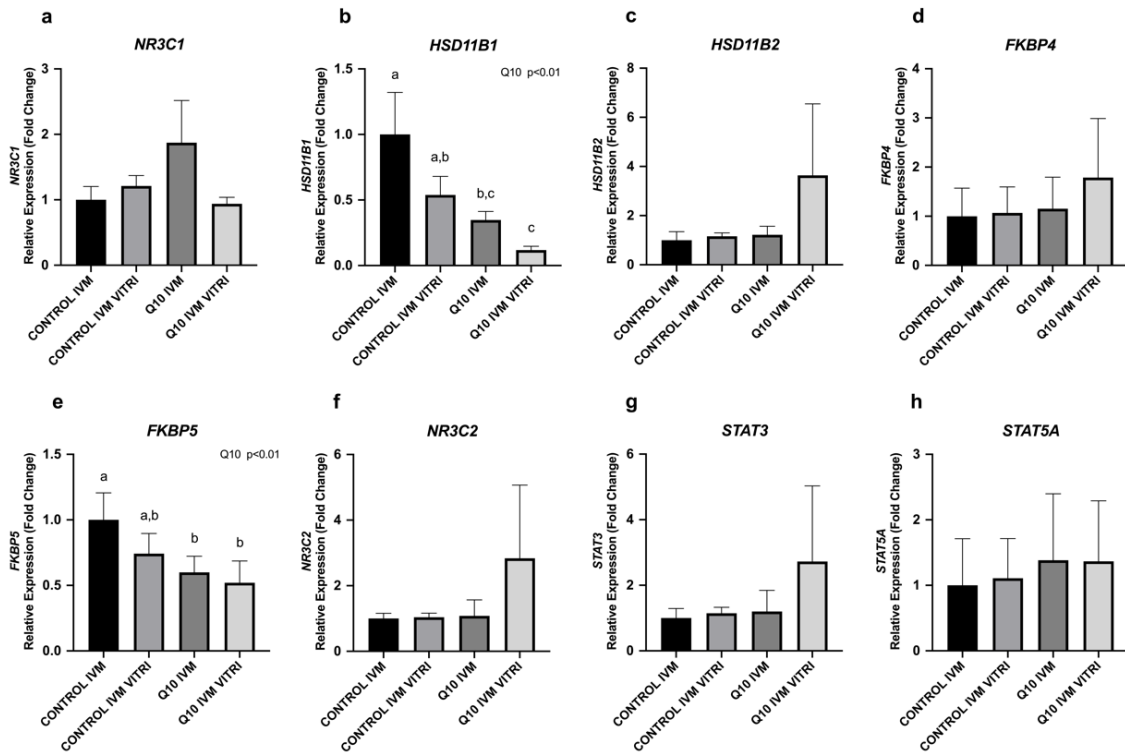 a
NR3C1
NR3C1
Relative Expression (Fold Change)
3
2
1
0
CONTROL IVM
CONTROL IVM VITRI
Q10 IVM
Q10 IVM VITRI
b
HSD11B1
Q10 p<0.01
HSD11B1
Relative Expression (Fold Change)
1.5
1.0
0.5
0.0
a
a,b
b,c
c
CONTROL IVM
CONTROL IVM VITRI
Q10 IVM
Q10 IVM VITRI
c
HSD11B2
HSD11B2
Relative Expression (Fold Change)
8
6
4
2
0
CONTROL IVM
CONTROL IVM VITRI
Q10 IVM
Q10 IVM VITRI
d
FKBP4
FKBP4
Relative Expression (Fold Change)
4
3
2
1
0
CONTROL IVM
CONTROL IVM VITRI
Q10 IVM
Q10 IVM VITRI
e
FKBP5
Q10 p<0.01
FKBP5
Relative Expression (Fold Change)
1.5
1.0
0.5
0.0
a
a,b
b
b
CONTROL IVM
CONTROL IVM VITRI
Q10 IVM
Q10 IVM VITRI
f
NR3C2
NR3C2
Relative Expression (Fold Change)
6
4
2
0
CONTROL IVM
CONTROL IVM VITRI
Q10 IVM
Q10 IVM VITRI
g
STAT3
STAT3
Relative Expression (Fold Change)
6
4
2
0
CONTROL IVM
CONTROL IVM VITRI
Q10 IVM
Q10 IVM VITRI
h
STAT5A
STAT5A
Relative Expression (Fold Change)
3
2
1
0
CONTROL IVM
CONTROL IVM VITRI
Q10 IVM
Q10 IVM VITRI